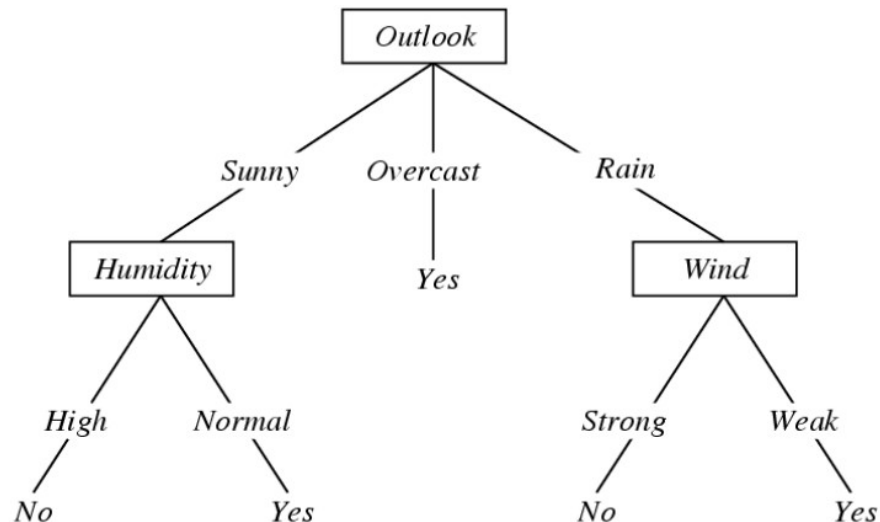 Outlook
Sunny Overcast Rain
Humidity Yes Wind
High Normal Strong Weak
No Yes No Yes